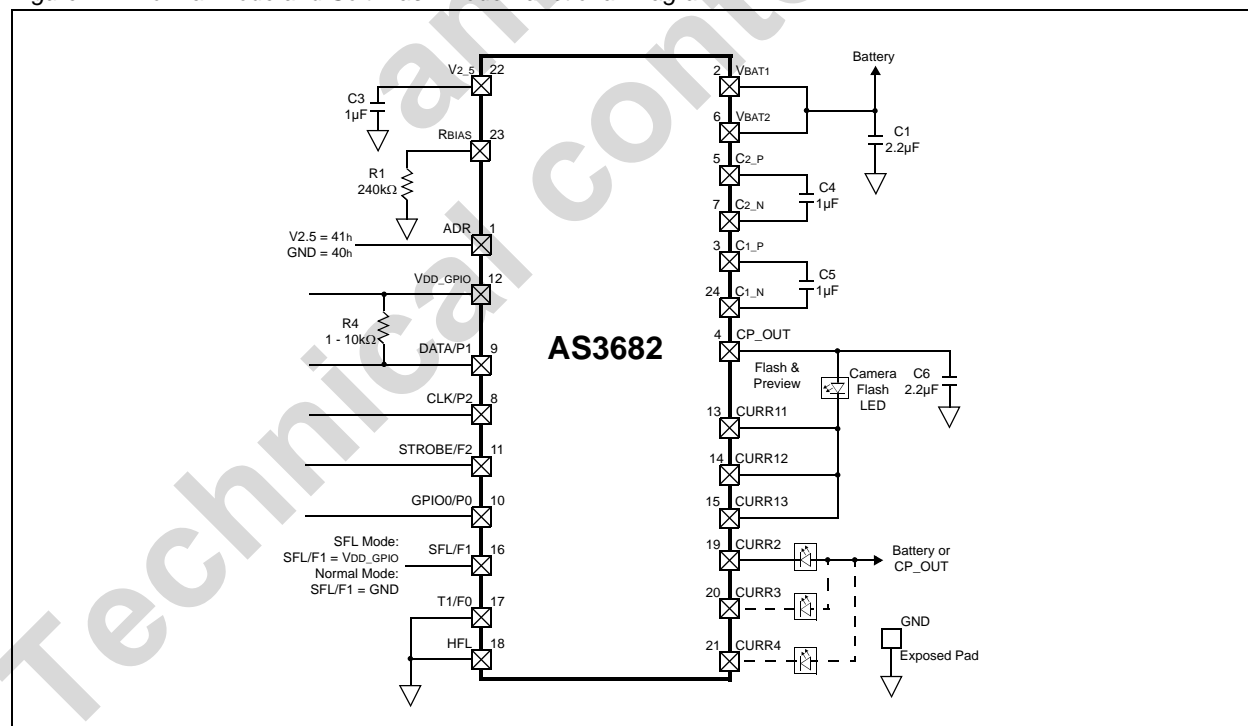 V2_5 22
C3
1µF
RBIAS 23
R1
240kΩ
ADR 1
V2.5 = 41h
GND = 40h
VDD_GPIO 12
R4
1 - 10kΩ
DATA/P1 9
CLK/P2 8
STROBE/F2 11
GPIO0/P0 10
SFL Mode:
SFL/F1 = VDD_GPIO
Normal Mode:
SFL/F1 = GND
SFL/F1 16
T1/F0 17
HFL 18
AS3682
2 VBAT1
Battery
6 VBAT2
C1
2.2µF
5 C2_P
C4
1µF
7 C2_N
3 C1_P
C5
1µF
24 C1_N
4 CP_OUT
Flash &
Preview
Camera
Flash
LED
C6
2.2µF
13 CURR11
14 CURR12
15 CURR13
19 CURR2
Battery or
CP_OUT
20 CURR3
21 CURR4
GND
Exposed Pad
Technical conte
am